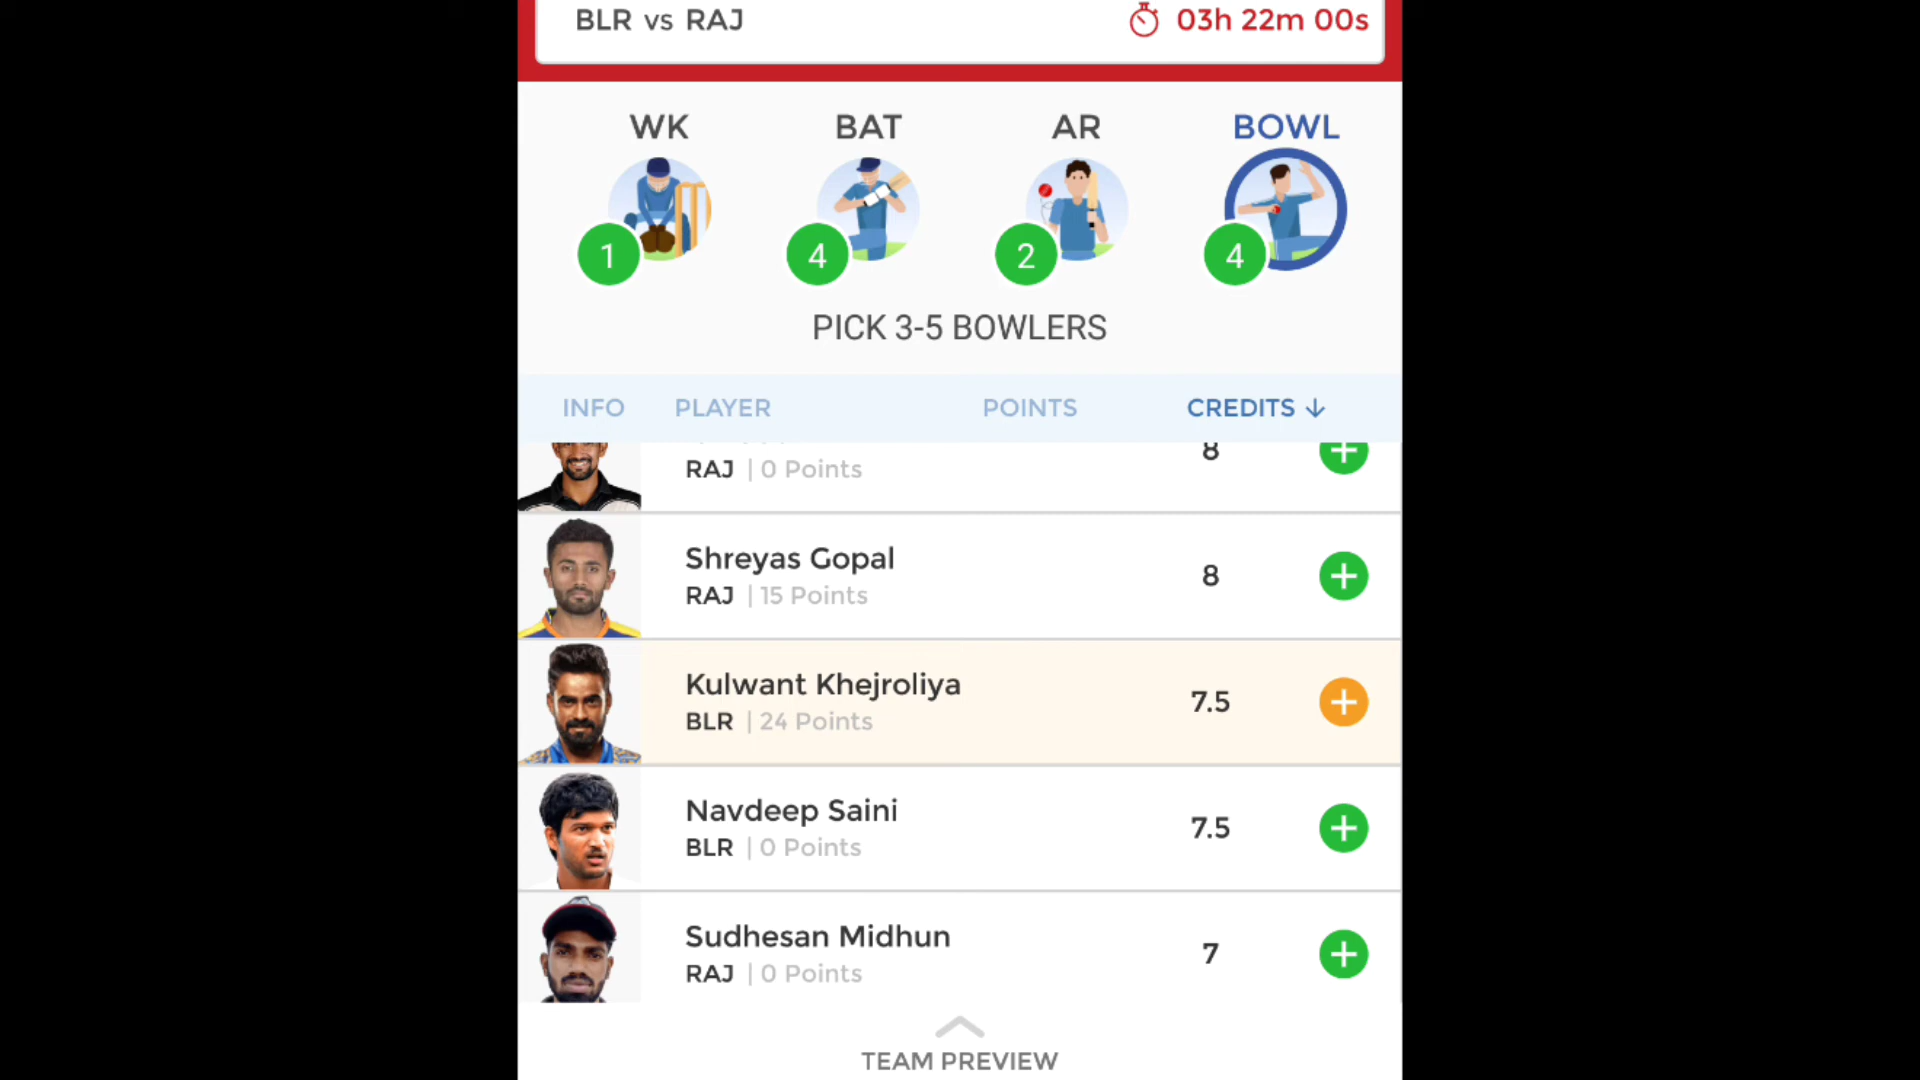 BLR vs RAJ
03h 22m 00s
WK
BAT
AR
BOWL
1
4
2
4
PICK 3-5 BOWLERS
INFO
PLAYER
POINTS
CREDITS ↓
8
RAJ | 0 Points
Shreyas Gopal
8
RAJ | 15 Points
Kulwant Khejroliya
7.5
BLR | 24 Points
Navdeep Saini
7.5
BLR | 0 Points
Sudhesan Midhun
7
RAJ | 0 Points
TEAM PREVIEW